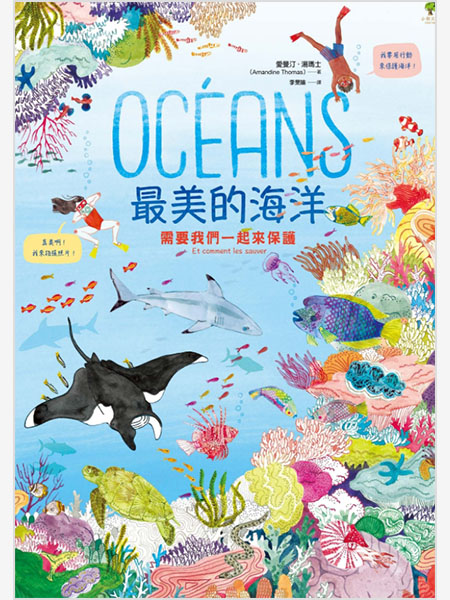 愛曼汀．湯瑪士
（Amandine Thomas）── 著
李旻諭 ── 譯
我要用行動
來保護海洋！
OCÉANS
最美的海洋
需要我們一起來保護
Et comment les sauver
真美啊！
我來拍張照片！